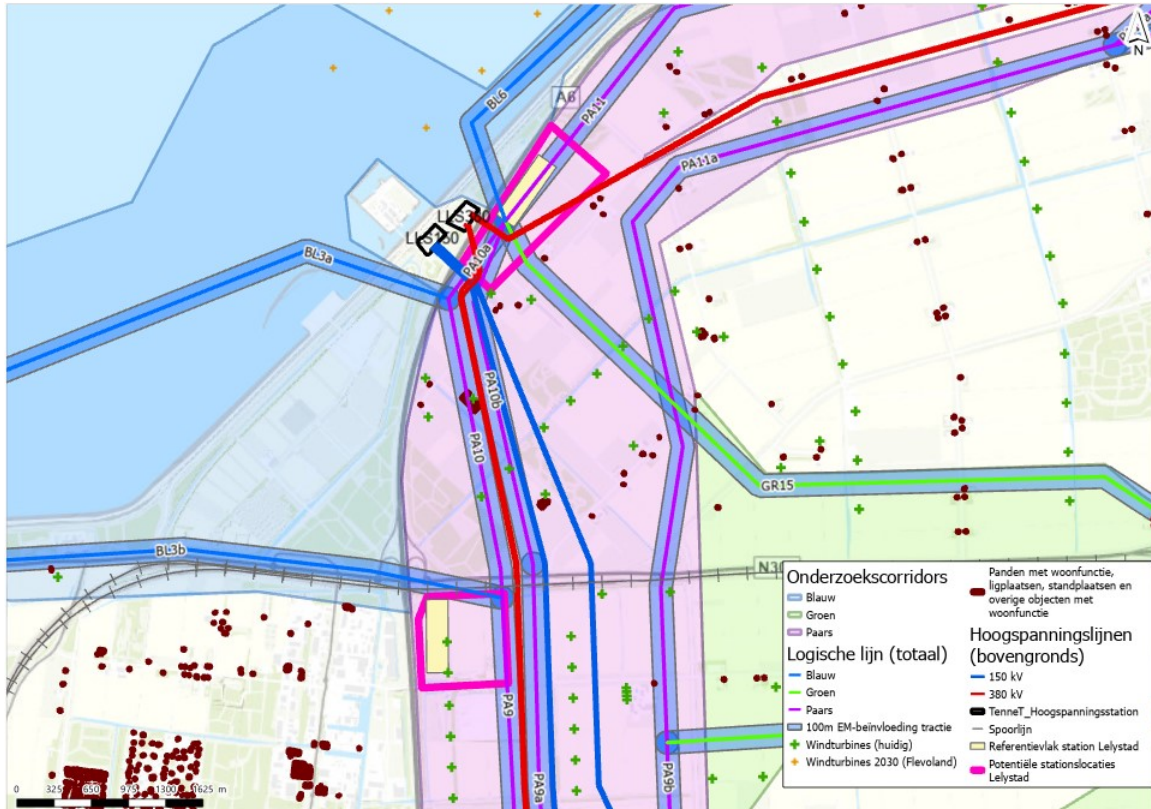 BL6
A6
PA11
N
PA11a
LLS380
LLS150
PA10a
BL3a
PA10b
PA10
GR15
BL3b
N30
PA9
PA9a
PA9b
Onderzoekscorridors
Blauw
Groen
Paars
Logische lijn (totaal)
Blauw
Groen
Paars
100m EM-beïnvloeding tractie
Windturbines (huidig)
Windturbines 2030 (Flevoland)
Panden met woonfunctie,
ligplaatsen, standplaatsen en
overige objecten met
woonfunctie
Hoogspanningslijnen
(bovengronds)
150 kV
380 kV
TenneT_Hoogspanningsstation
Spoorlijn
Referentievlak station Lelystad
Potentiële stationslocaties
Lelystad
0 325 650 975 1300 1625 m